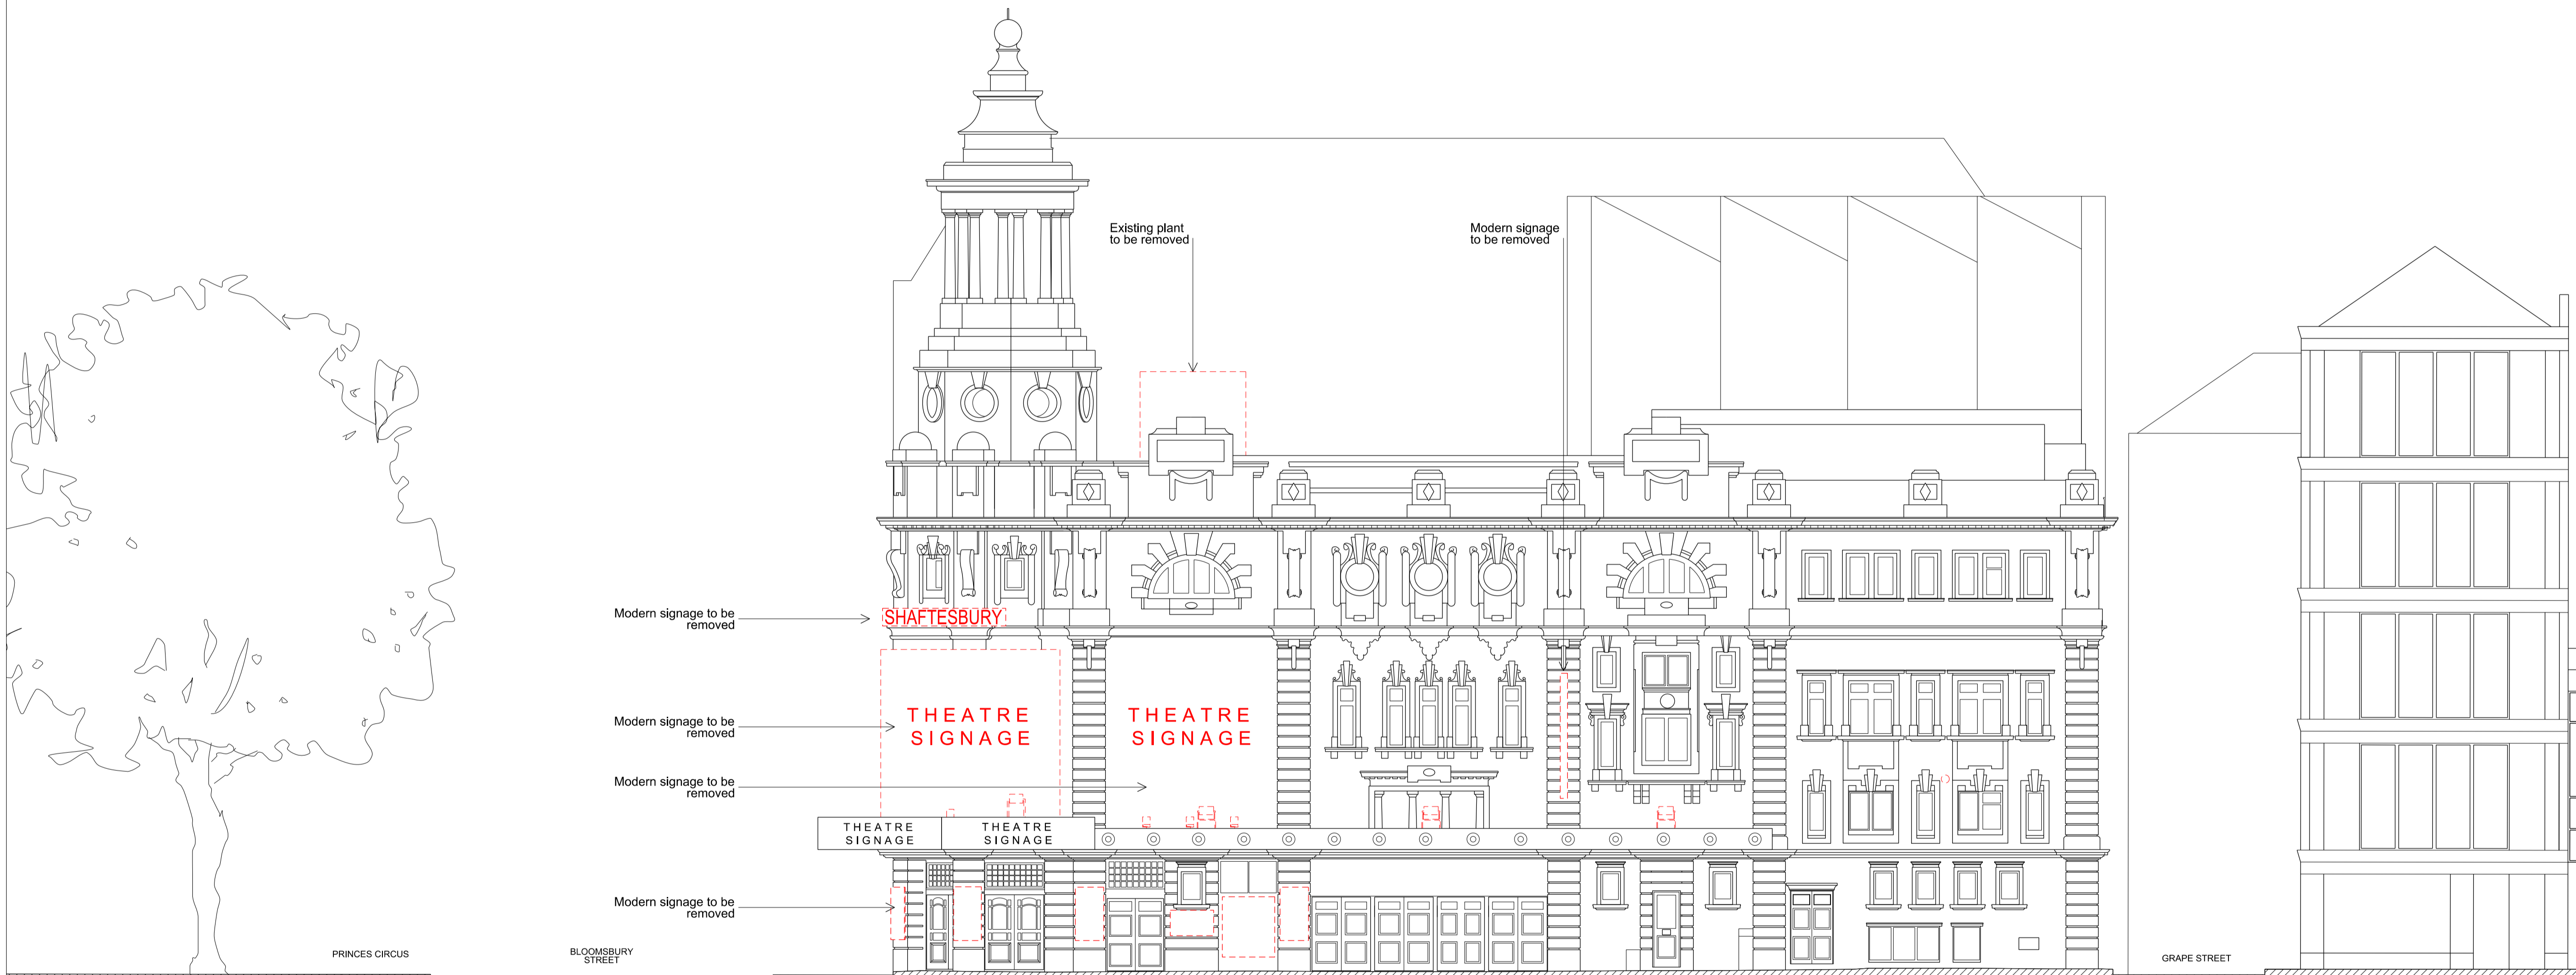 Existing plant
to be removed
Modern signage
to be removed
Modern signage to be
removed
SHAFTESBURY
Modern signage to be
removed
THEATRE
SIGNAGE
THEATRE
SIGNAGE
Modern signage to be
removed
THEATRE
SIGNAGE
THEATRE
SIGNAGE
Modern signage to be
removed
PRINCES CIRCUS
BLOOMSBURY
STREET
GRAPE STREET